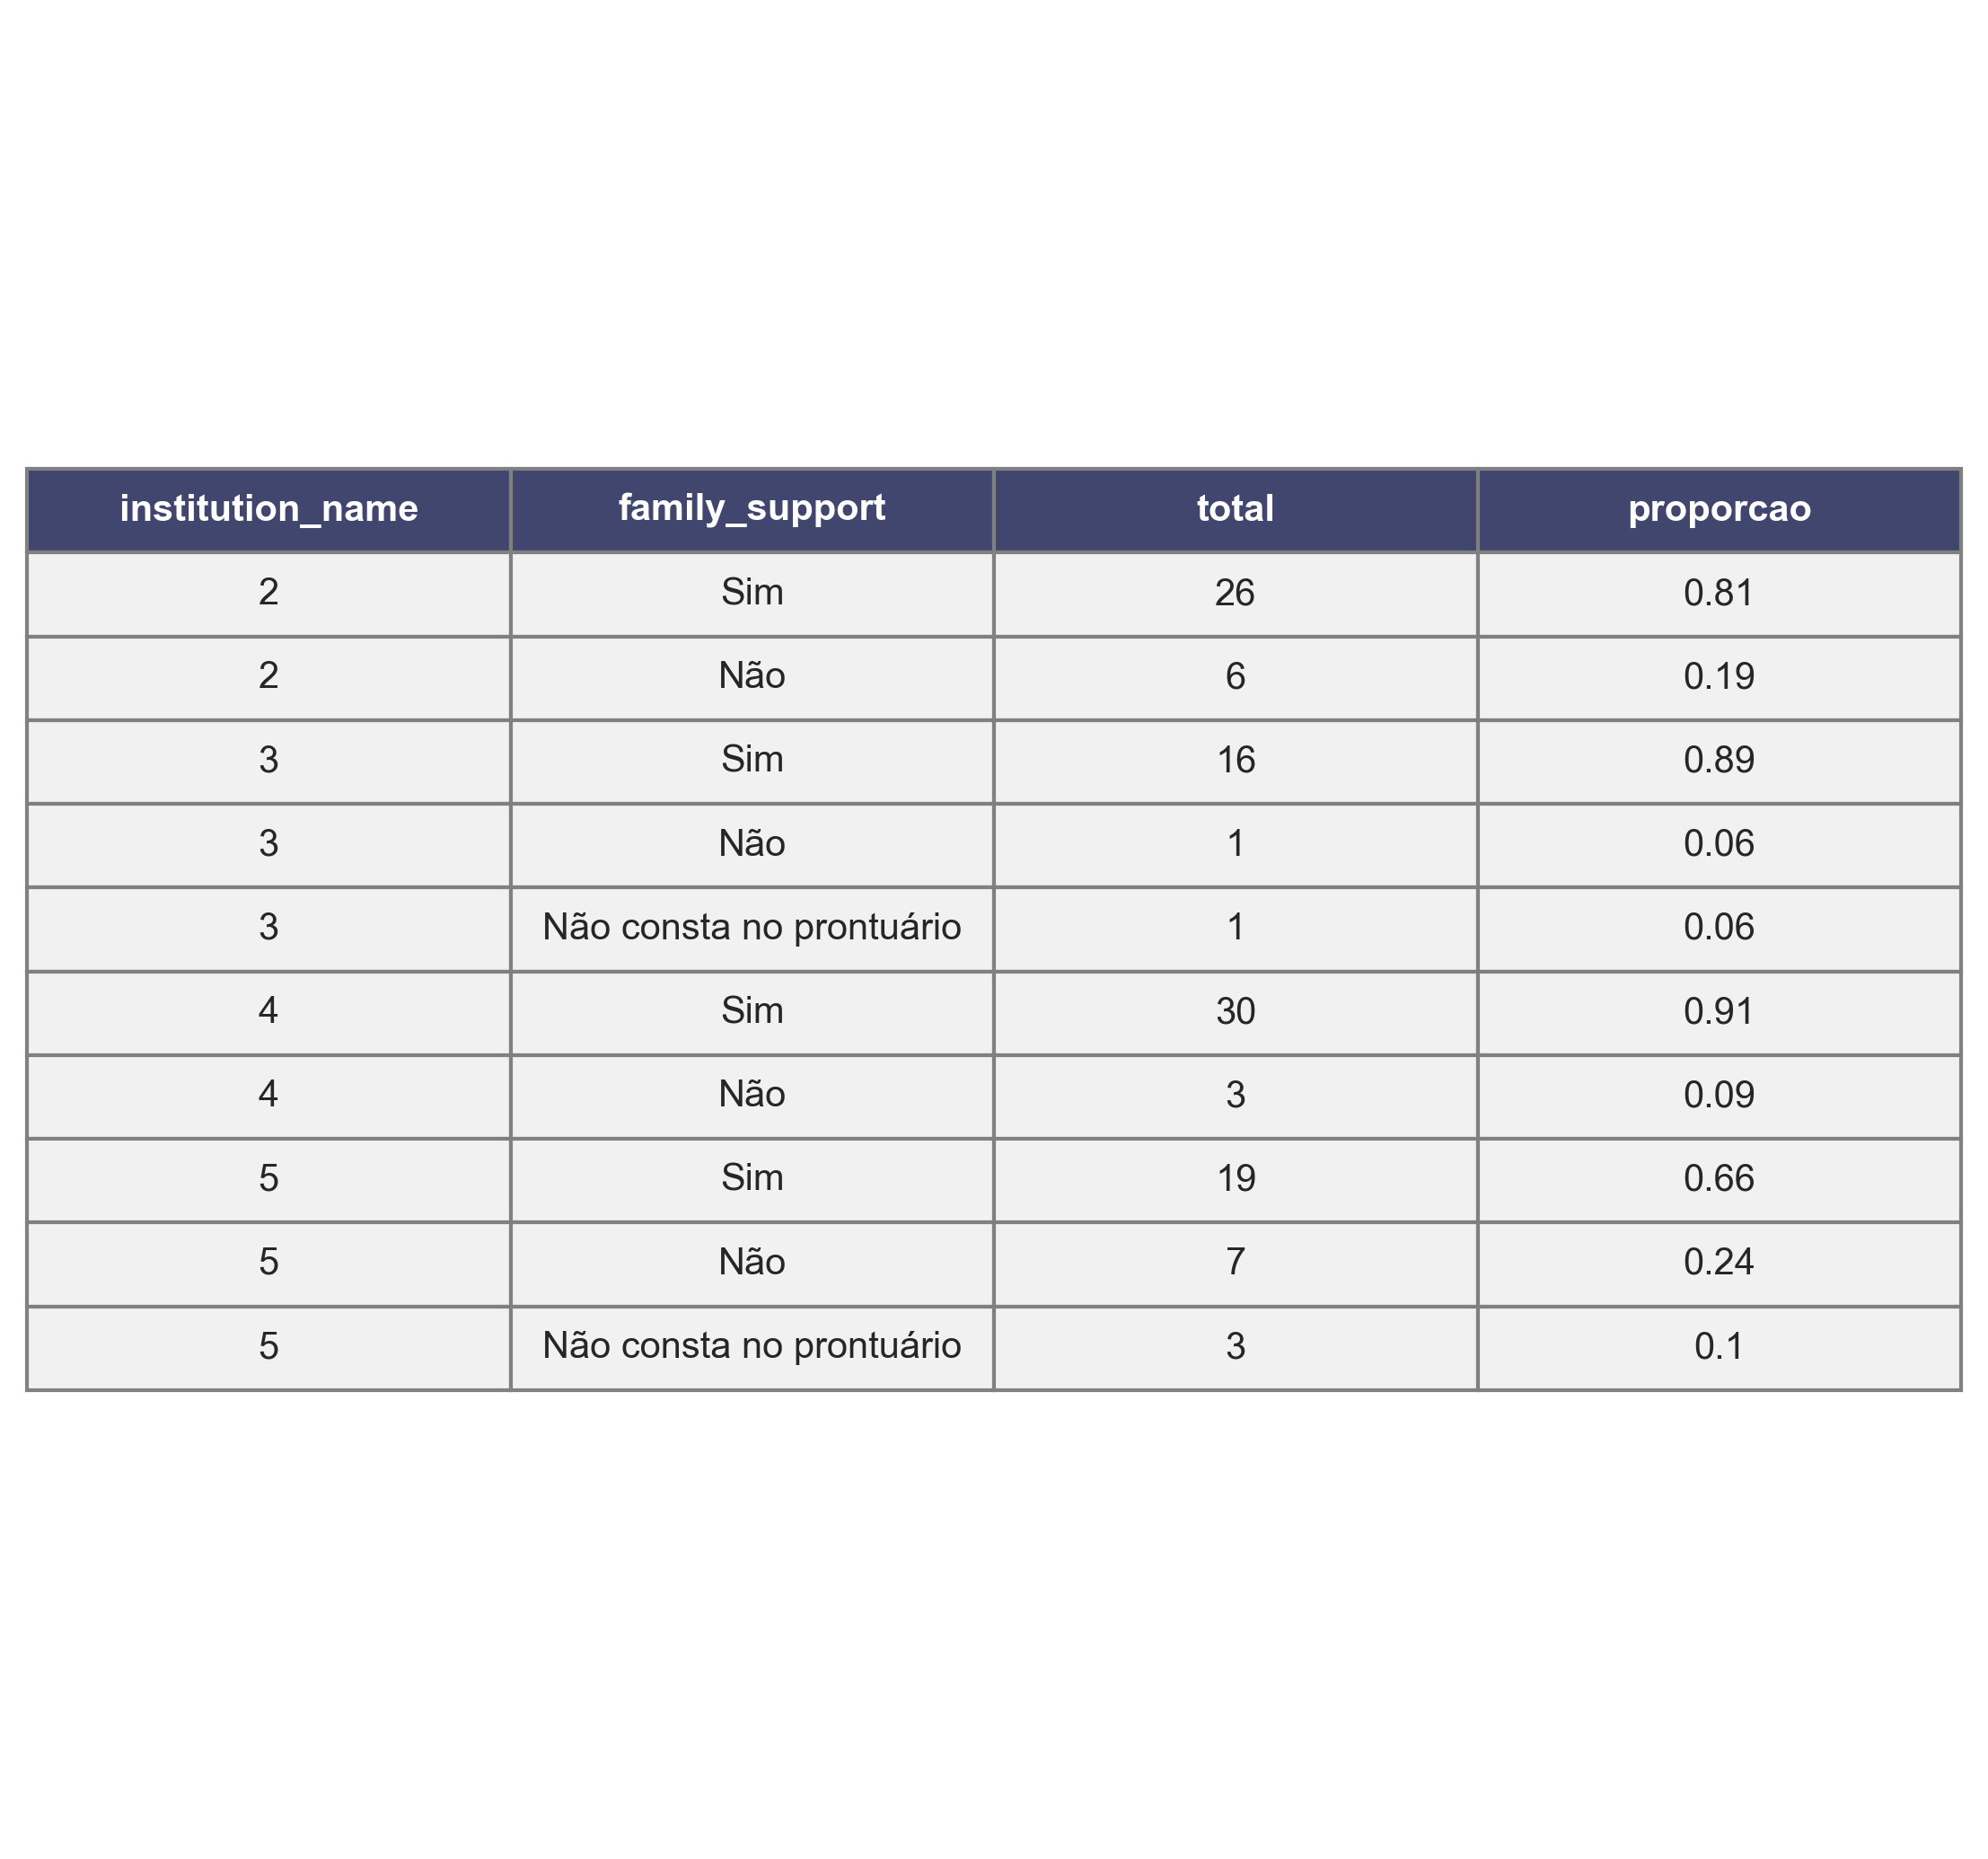 institution_name family_support total proporcao
2 Sim 26 0.81
2 Não 6 0.19
3 Sim 16 0.89
3 Não 1 0.06
3 Não consta no prontuário 1 0.06
4 Sim 30 0.91
4 Não 3 0.09
5 Sim 19 0.66
5 Não 7 0.24
5 Não consta no prontuário 3 0.1